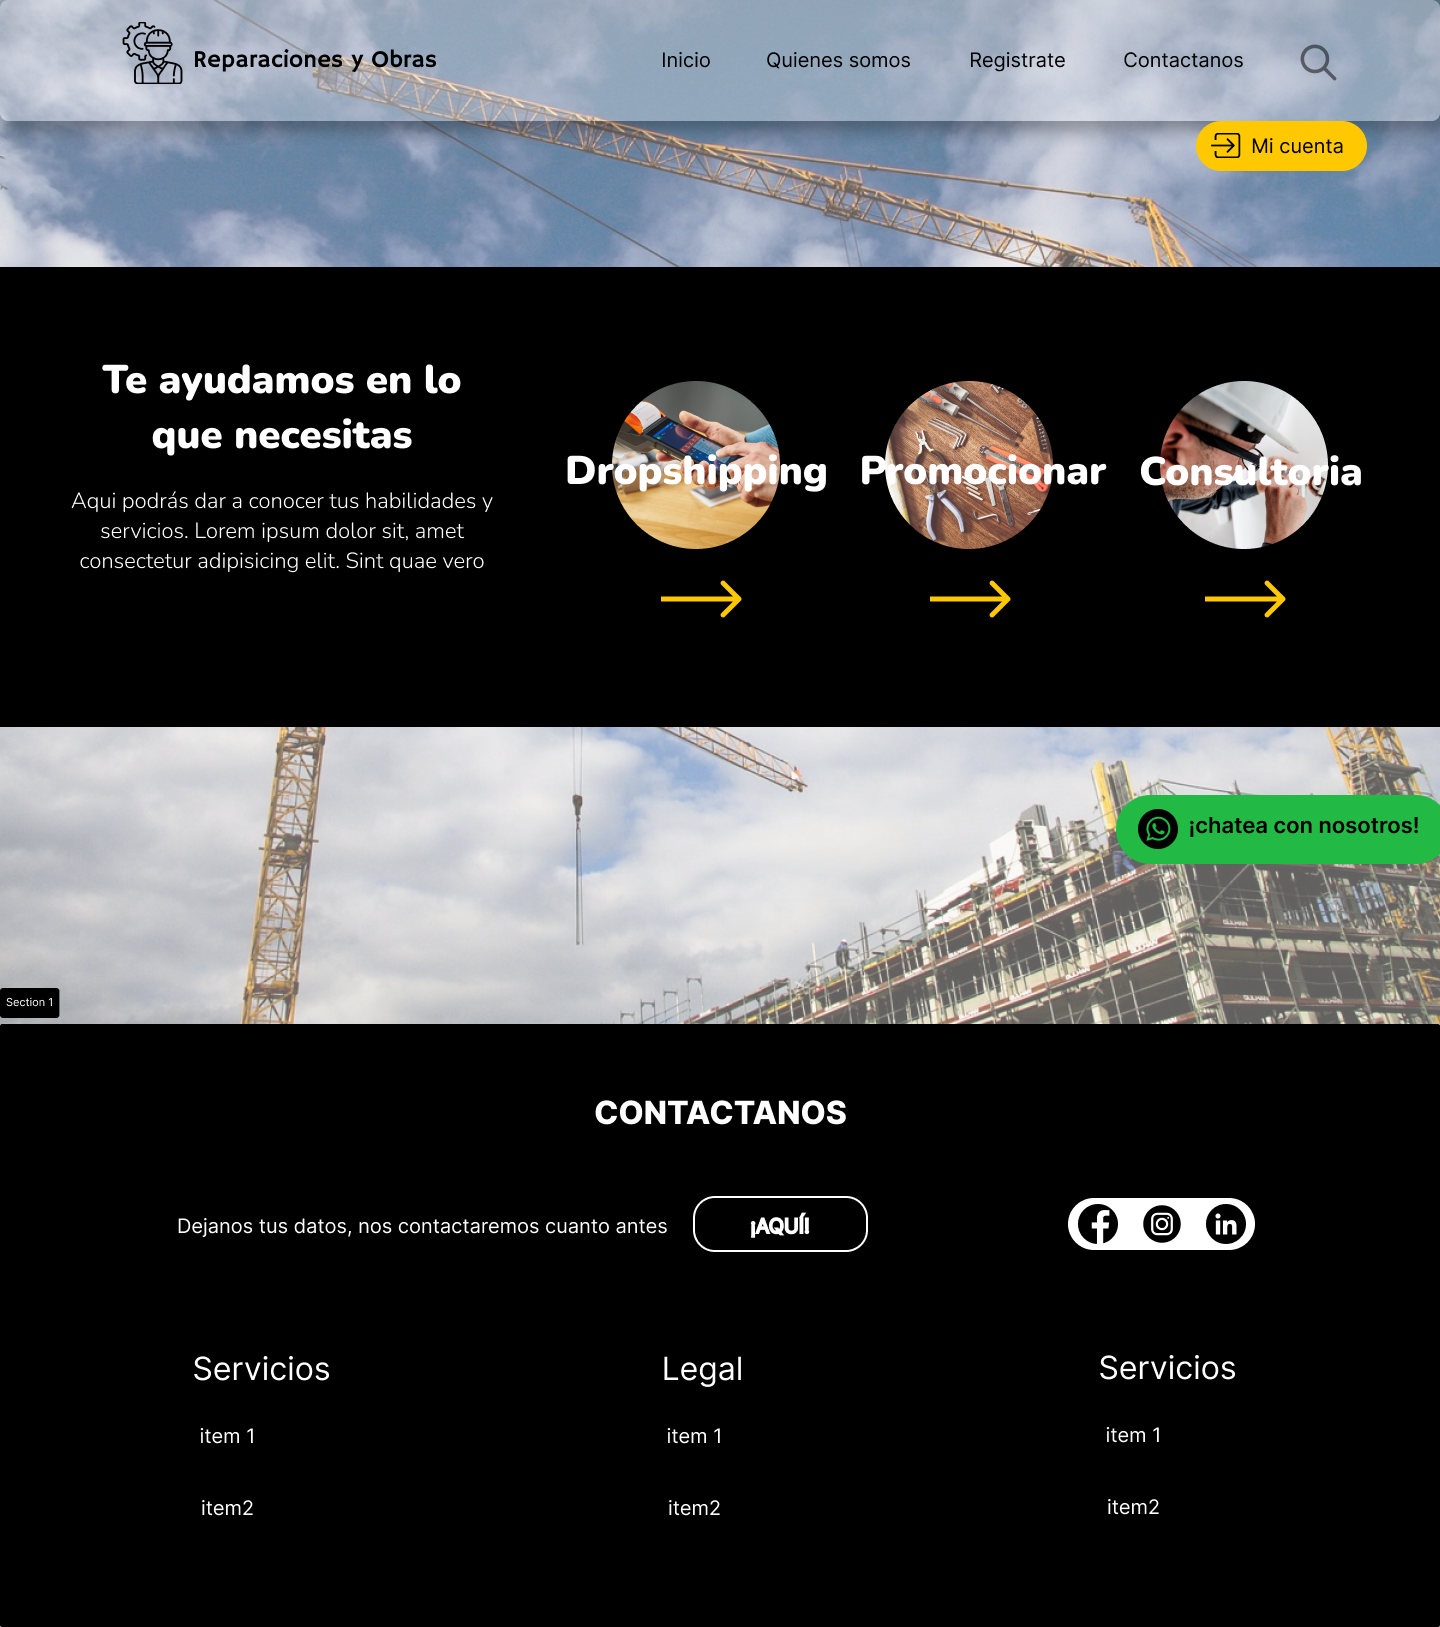 Reparaciones y Obras
Inicio
Quienes somos
Registrate
Contactanos
Mi cuenta
Te ayudamos en lo
que necesitas
Aqui podrás dar a conocer tus habilidades y
servicios. Lorem ipsum dolor sit, amet
consectetur adipisicing elit. Sint quae vero
Dropshipping
Promocionar
Consultoria
¡chatea con nosotros!
Section 1
CONTACTANOS
Dejanos tus datos, nos contactaremos cuanto antes
¡AQUÍ!
Servicios
item 1
item2
Legal
item 1
item2
Servicios
item 1
item2